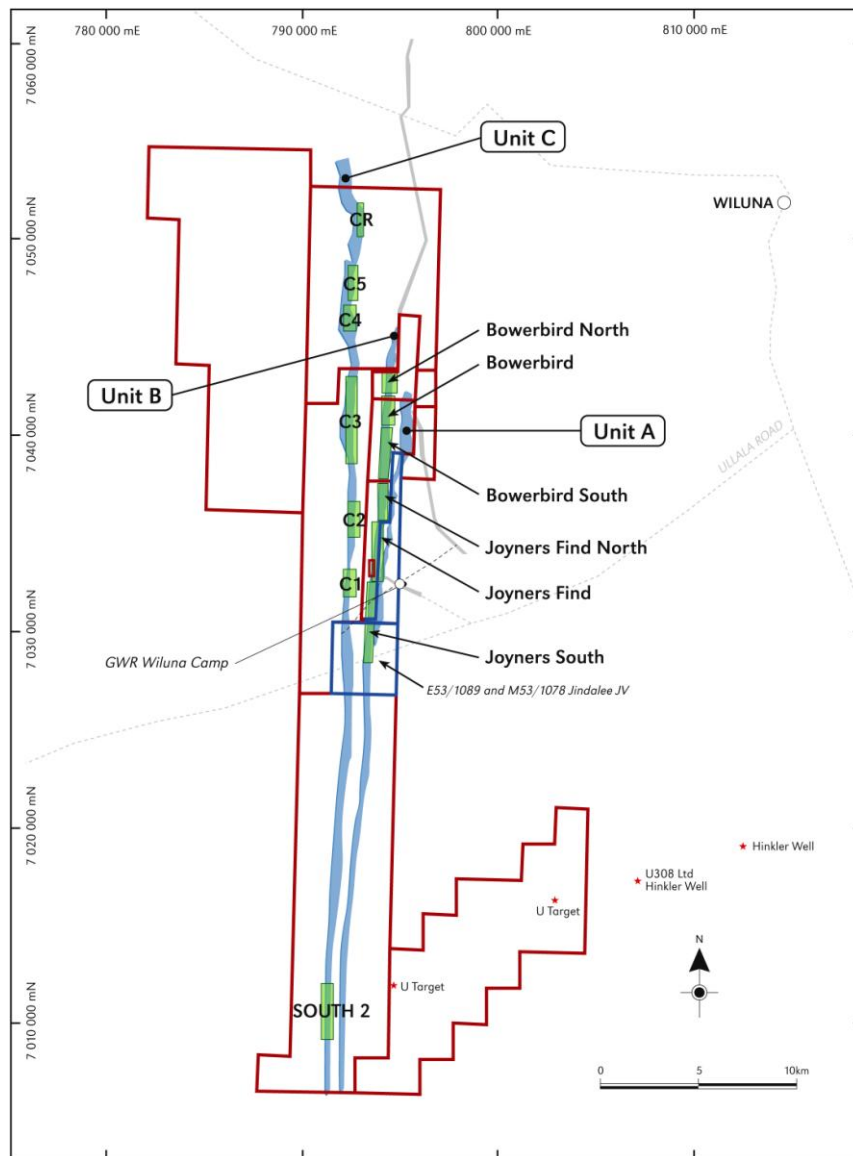 780 000 mE
790 000 mE
800 000 mE
810 000 mE
7 060 000 mN
7 050 000 mN
7 040 000 mN
7 030 000 mN
7 020 000 mN
7 010 000 mN
Unit C
WILUNA
CR
C5
C4
Bowerbird North
Bowerbird
Unit B
C3
Unit A
ULLALA ROAD
Bowerbird South
C2
Joyners Find North
C1
Joyners Find
GWR Wiluna Camp
Joyners South
E53/1089 and M53/1078 Jindalee JV
Hinkler Well
U308 Ltd
Hinkler Well
U Target
U Target
SOUTH 2
N
0
5
10km